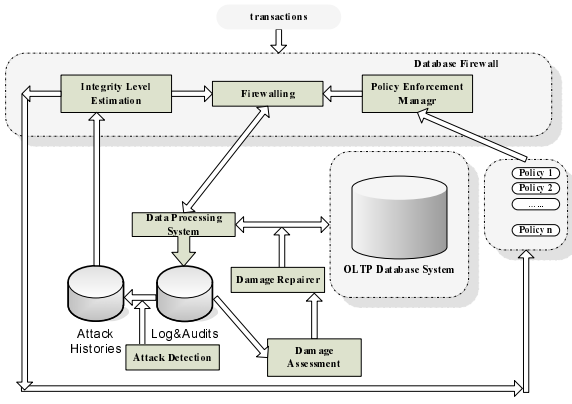 transactions
Database Firewall
Integrity Level
Estimation
Firewalling
Policy Enforcement
Managr
Policy 1
Policy 2
... ...
Policy n
Data Processing
System
OLTP Database System
Damage Repairer
Attack
Histories
Log&Audits
Attack Detection
Damage
Assessment